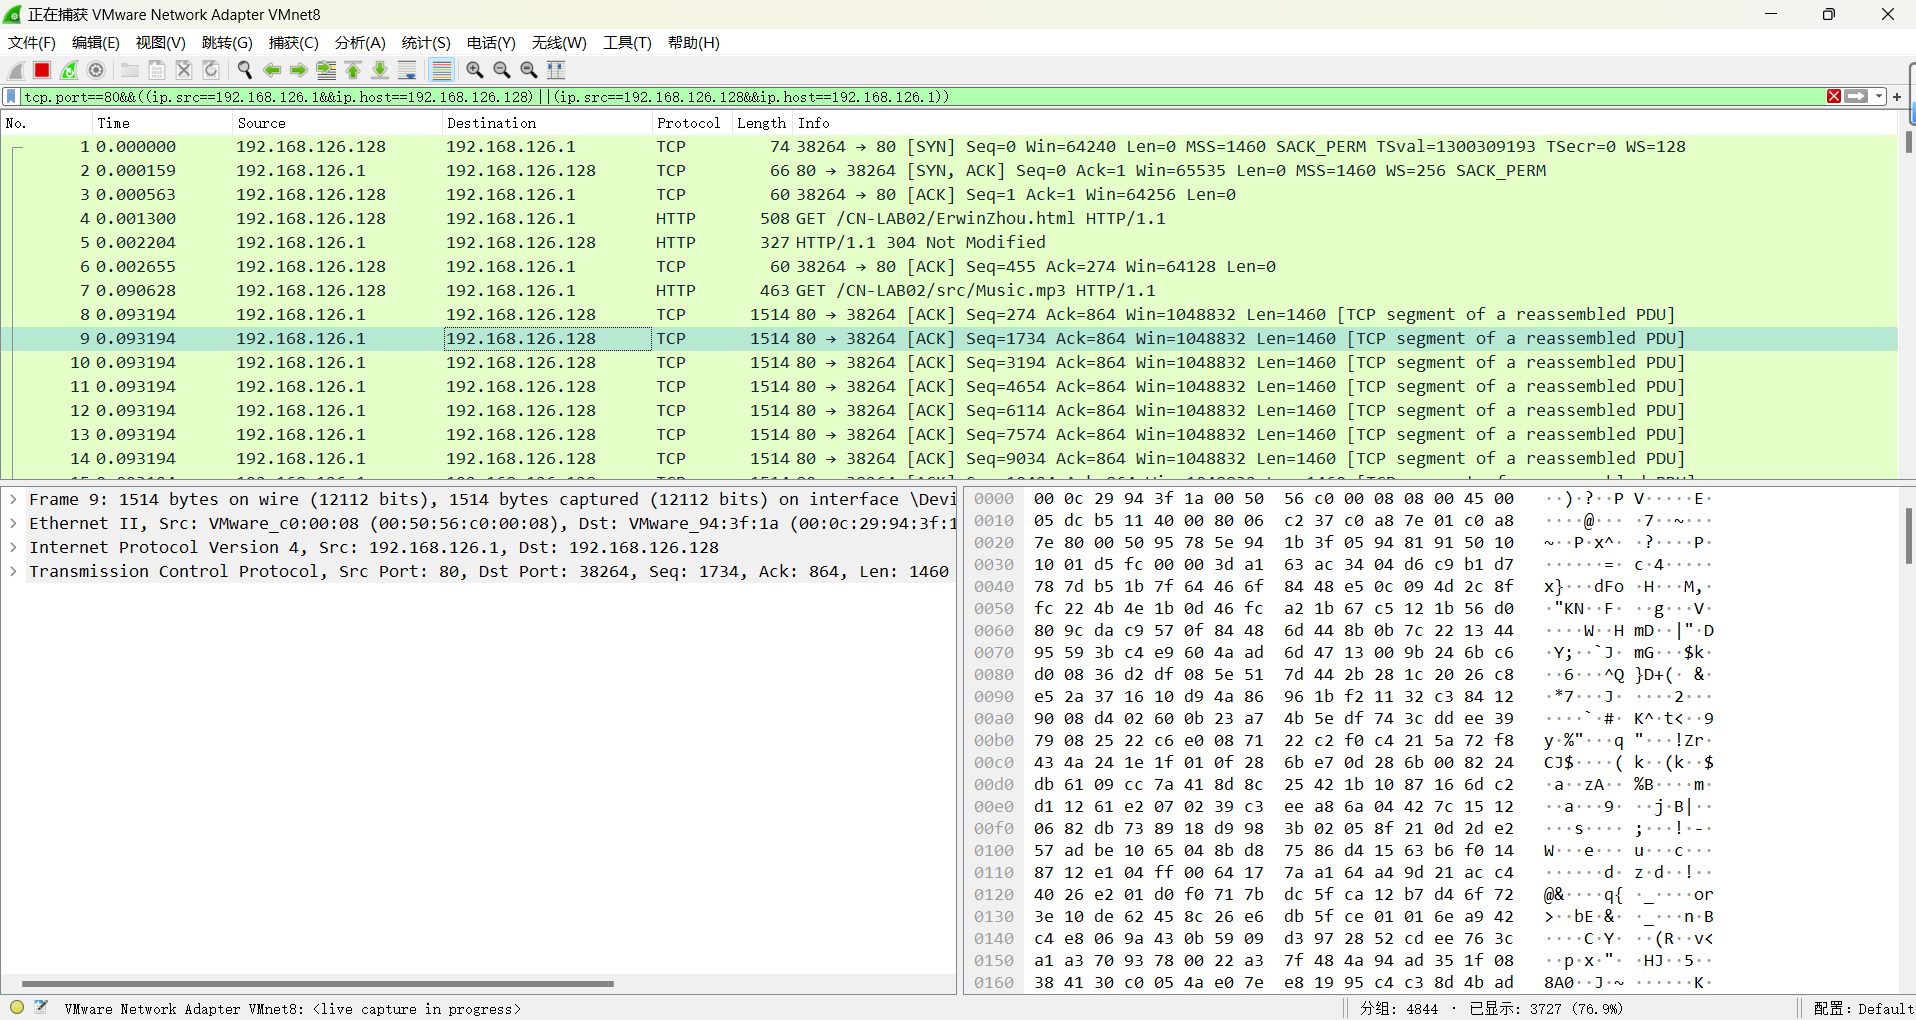 正在捕获 VMware Network Adapter VMnet8
文件(F) 编辑(E) 视图(V) 跳转(G) 捕获(C) 分析(A) 统计(S) 电话(Y) 无线(W) 工具(T) 帮助(H)
tcp.port==80&&((ip.src==192.168.126.1&&ip.host==192.168.126.128)||(ip.src==192.168.126.128&&ip.host==192.168.126.1))
No. Time Source Destination Protocol Length Info
1 0.000000 192.168.126.128 192.168.126.1 TCP 74 38264 → 80 [SYN] Seq=0 Win=64240 Len=0 MSS=1460 SACK_PERM TSval=1300309193 TSecr=0 WS=128
2 0.000159 192.168.126.1 192.168.126.128 TCP 66 80 → 38264 [SYN, ACK] Seq=0 Ack=1 Win=65535 Len=0 MSS=1460 WS=256 SACK_PERM
3 0.000563 192.168.126.128 192.168.126.1 TCP 60 38264 → 80 [ACK] Seq=1 Ack=1 Win=64256 Len=0
4 0.001300 192.168.126.128 192.168.126.1 HTTP 508 GET /CN-LAB02/ErwinZhou.html HTTP/1.1
5 0.002204 192.168.126.1 192.168.126.128 HTTP 327 HTTP/1.1 304 Not Modified
6 0.002655 192.168.126.128 192.168.126.1 TCP 60 38264 → 80 [ACK] Seq=455 Ack=274 Win=64128 Len=0
7 0.090628 192.168.126.128 192.168.126.1 HTTP 463 GET /CN-LAB02/src/Music.mp3 HTTP/1.1
8 0.093194 192.168.126.1 192.168.126.128 TCP 1514 80 → 38264 [ACK] Seq=274 Ack=864 Win=1048832 Len=1460 [TCP segment of a reassembled PDU]
9 0.093194 192.168.126.1 192.168.126.128 TCP 1514 80 → 38264 [ACK] Seq=1734 Ack=864 Win=1048832 Len=1460 [TCP segment of a reassembled PDU]
10 0.093194 192.168.126.1 192.168.126.128 TCP 1514 80 → 38264 [ACK] Seq=3194 Ack=864 Win=1048832 Len=1460 [TCP segment of a reassembled PDU]
11 0.093194 192.168.126.1 192.168.126.128 TCP 1514 80 → 38264 [ACK] Seq=4654 Ack=864 Win=1048832 Len=1460 [TCP segment of a reassembled PDU]
12 0.093194 192.168.126.1 192.168.126.128 TCP 1514 80 → 38264 [ACK] Seq=6114 Ack=864 Win=1048832 Len=1460 [TCP segment of a reassembled PDU]
13 0.093194 192.168.126.1 192.168.126.128 TCP 1514 80 → 38264 [ACK] Seq=7574 Ack=864 Win=1048832 Len=1460 [TCP segment of a reassembled PDU]
14 0.093194 192.168.126.1 192.168.126.128 TCP 1514 80 → 38264 [ACK] Seq=9034 Ack=864 Win=1048832 Len=1460 [TCP segment of a reassembled PDU]
Frame 9: 1514 bytes on wire (12112 bits), 1514 bytes captured (12112 bits) on interface \Devi
Ethernet II, Src: VMware_c0:00:08 (00:50:56:c0:00:08), Dst: VMware_94:3f:1a (00:0c:29:94:3f:1
Internet Protocol Version 4, Src: 192.168.126.1, Dst: 192.168.126.128
Transmission Control Protocol, Src Port: 80, Dst Port: 38264, Seq: 1734, Ack: 864, Len: 1460
0000 00 0c 29 94 3f 1a 00 50 56 c0 00 08 08 00 45 00 ··)·?··P V·····E·
0010 05 dc b5 11 40 00 80 06 c2 37 c0 a8 7e 01 c0 a8 ····@··· ·7··~···
0020 7e 80 00 50 95 78 5e 94 1b 3f 05 94 81 91 50 10 ~··P·x^· ·?····P·
0030 10 01 d5 fc 00 00 3d a1 63 ac 34 04 d6 c9 b1 d7 ······=· c·4·····
0040 78 7d b5 1b 7f 64 46 6f 84 48 e5 0c 09 4d 2c 8f x}···dFo ·H···M,·
0050 fc 22 4b 4e 1b 0d 46 fc a2 1b 67 c5 12 1b 56 d0 ·"KN··F· ··g···V·
0060 80 9c da c9 57 0f 84 48 6d 44 8b 0b 7c 22 13 44 ····W··H mD··|"·D
0070 95 59 3b c4 e9 60 4a ad 6d 47 13 00 9b 24 6b c6 ·Y;··`J· mG···$k·
0080 d0 08 36 d2 df 08 5e 51 7d 44 2b 28 1c 20 26 c8 ··6···^Q }D+(· &·
0090 e5 2a 37 16 10 d9 4a 86 96 1b f2 11 32 c3 84 12 ·*7···J· ····2···
00a0 90 08 d4 02 60 0b 23 a7 4b 5e df 74 3c dd ee 39 ····`·#· K^·t<··9
00b0 79 08 25 22 c6 e0 08 71 22 c2 f0 c4 21 5a 72 f8 y·%"···q "···!Zr·
00c0 43 4a 24 1e 1f 01 0f 28 6b e7 0d 28 6b 00 82 24 CJ$····( k··(k··$
00d0 db 61 09 cc 7a 41 8d 8c 25 42 1b 10 87 16 6d c2 ·a··zA·· %B····m·
00e0 d1 12 61 e2 07 02 39 c3 ee a8 6a 04 42 7c 15 12 ··a···9· ··j·B|··
00f0 06 82 db 73 89 18 d9 98 3b 02 05 8f 21 0d 2d e2 ···s···· ;···!·-·
0100 57 ad be 10 65 04 8b d8 75 86 d4 15 63 b6 f0 14 W···e··· u···c···
0110 87 12 e1 04 ff 00 64 17 7a a1 64 a4 9d 21 ac c4 ······d· z·d··!··
0120 40 26 e2 01 d0 f0 71 7b dc 5f ca 12 b7 d4 6f 72 @&····q{ ·_····or
0130 3e 10 de 62 45 8c 26 e6 db 5f ce 01 01 6e a9 42 >··bE·&· ·_···n·B
0140 c4 e8 06 9a 43 0b 59 09 d3 97 28 52 cd ee 76 3c ····C·Y· ··(R··v<
0150 a1 a3 70 93 78 00 22 a3 7f 48 4a 94 ad 35 1f 08 ··p·x·"· ·HJ··5··
0160 38 41 30 c0 05 4a e0 7e e8 19 95 c4 c3 8d 4b ad 8A0··J·~ ······K·
VMware Network Adapter VMnet8: <live capture in progress> 分组: 4844 · 已显示: 3727 (76.9%) 配置: Default